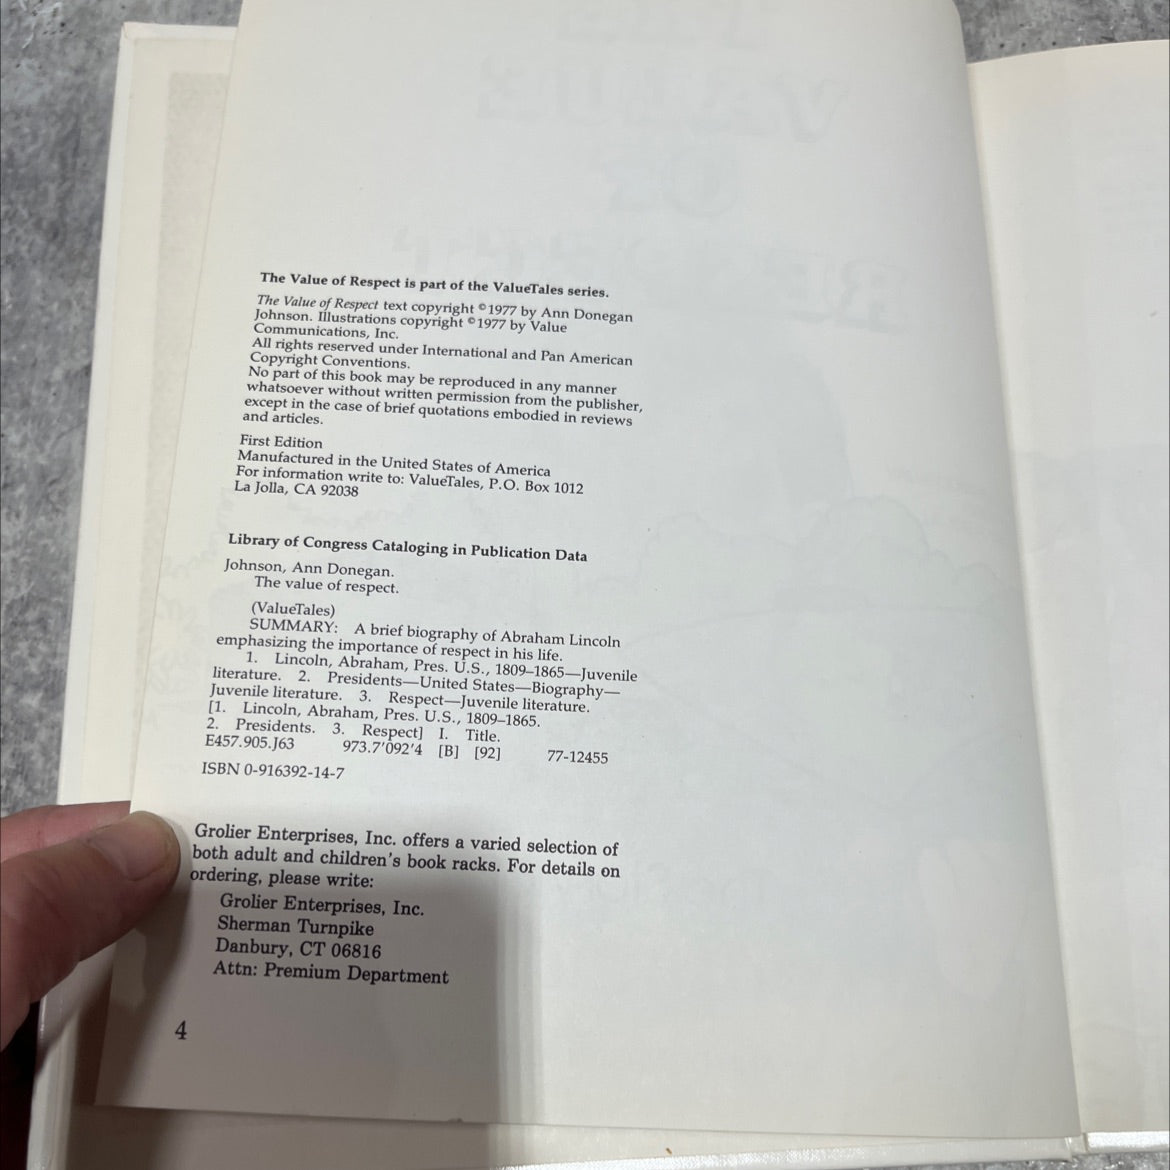 The Value of Respect is part of the ValueTales series.
The Value of Respect text copyright ©1977 by Ann Donegan
Johnson. Illustrations copyright ©1977 by Value
Communications, Inc.
All rights reserved under International and Pan American
Copyright Conventions.
No part of this book may be reproduced in any manner
whatsoever without written permission from the publisher,
except in the case of brief quotations embodied in reviews
and articles.
First Edition
Manufactured in the United States of America
For information write to: ValueTales, P.O. Box 1012
La Jolla, CA 92038
Library of Congress Cataloging in Publication Data
Johnson, Ann Donegan.
The value of respect.
(ValueTales)
SUMMARY: A brief biography of Abraham Lincoln
emphasizing the importance of respect in his life.
1. Lincoln, Abraham, Pres. U.S., 1809–1865—Juvenile
literature. 2. Presidents—United States—Biography—
Juvenile literature. 3. Respect—Juvenile literature.
[1. Lincoln, Abraham, Pres. U.S., 1809–1865.
2. Presidents. 3. Respect] I. Title.
E457.905.J63 973.7'092'4 [B] [92] 77-12455
ISBN 0-916392-14-7
Grolier Enterprises, Inc. offers a varied selection of
both adult and children's book racks. For details on
ordering, please write:
Grolier Enterprises, Inc.
Sherman Turnpike
Danbury, CT 06816
Attn: Premium Department
4